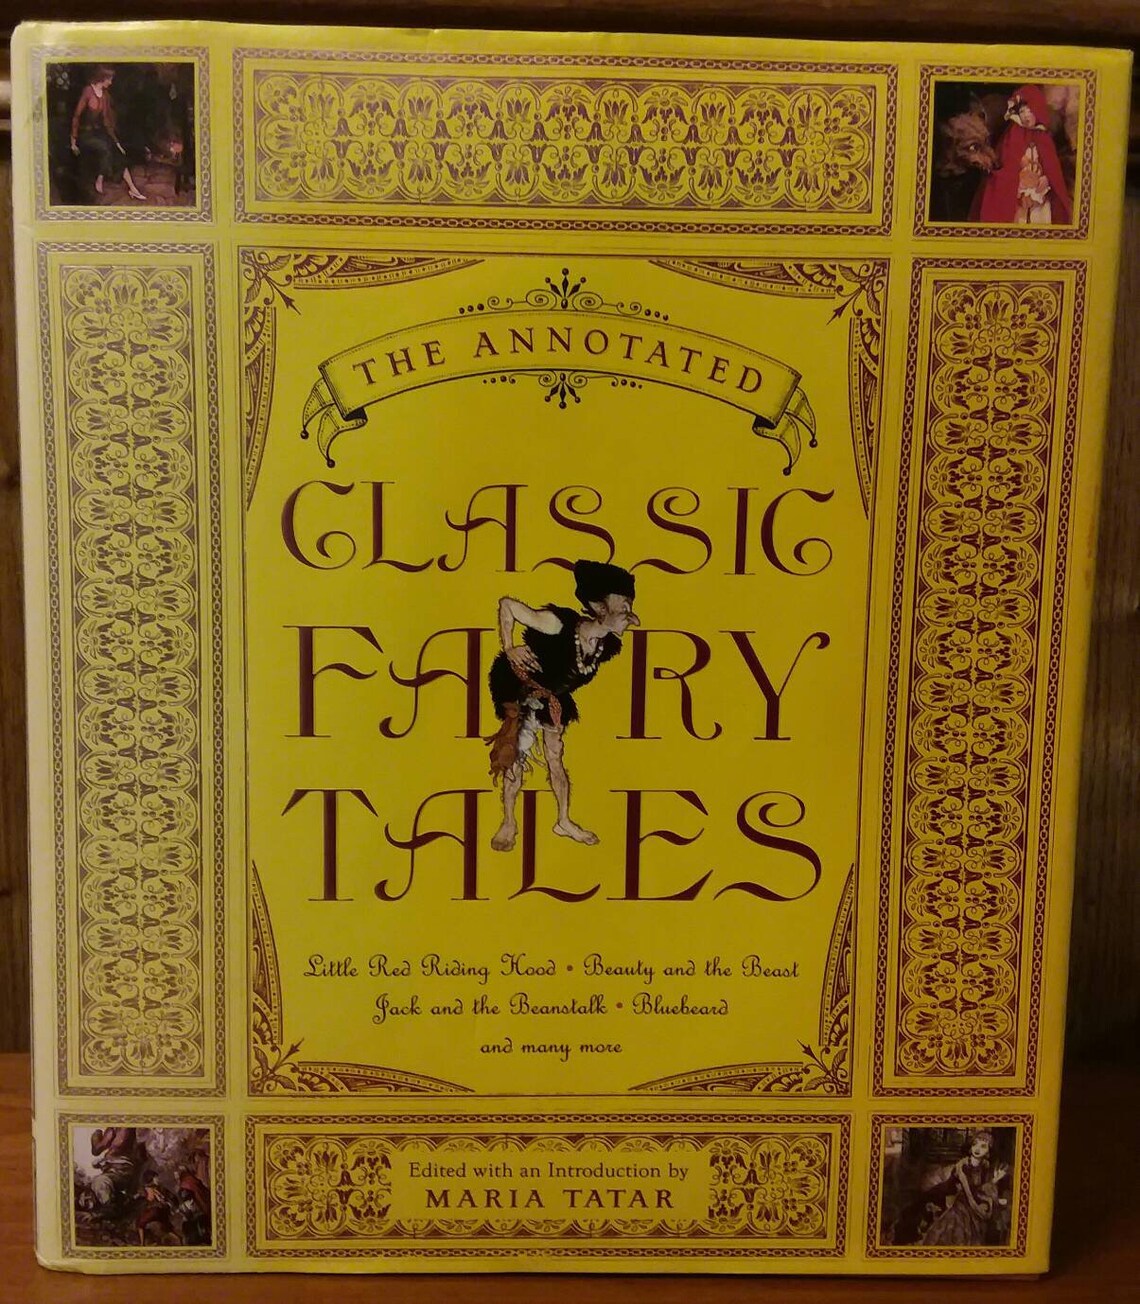 THE ANNOTATED
CLASSIC
FAIRY
TALES
Little Red Riding Hood • Beauty and the Beast
Jack and the Beanstalk • Bluebeard
and many more
Edited with an Introduction by
MARIA TATAR